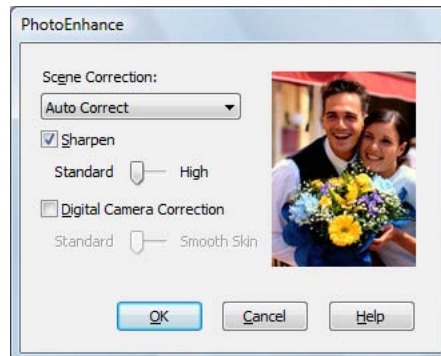 PhotoEnhance
Scene Correction:
Auto Correct
Sharpen
Standard High
Digital Camera Correction
Standard Smooth Skin
OK Cancel Help